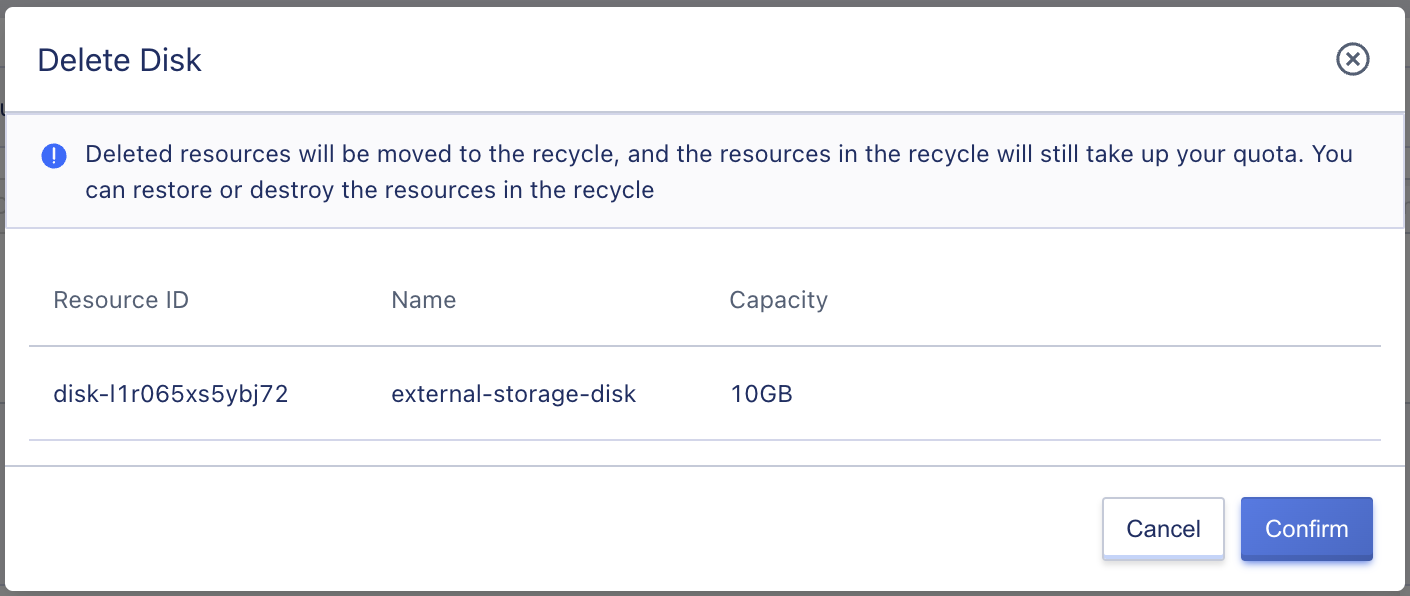 Delete Disk
Deleted resources will be moved to the recycle, and the resources in the recycle will still take up your quota. You
can restore or destroy the resources in the recycle
Resource ID Name Capacity
disk-l1r065xs5ybj72 external-storage-disk 10GB
Cancel Confirm